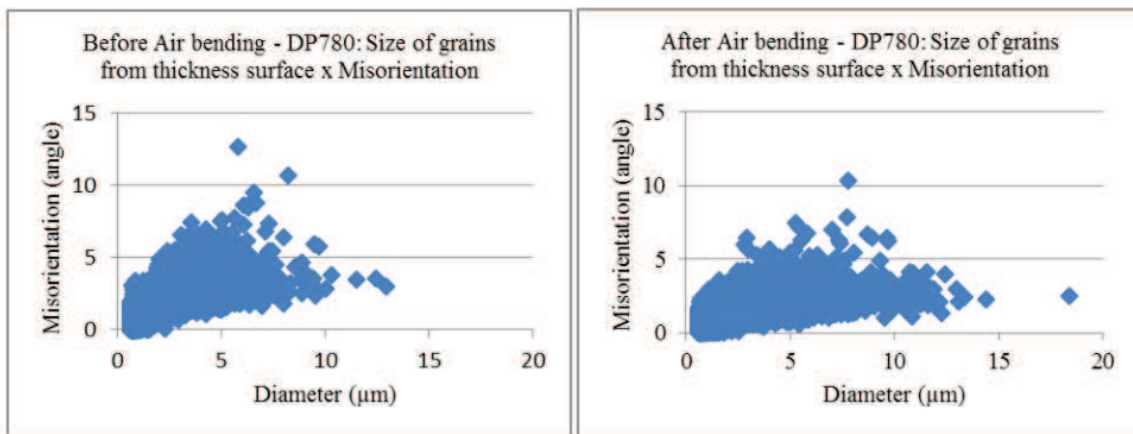 Before Air bending - DP780: Size of grains
from thickness surface x Misorientation
15
10
5
0
Misorientation (angle)
0 5 10 15 20
Diameter (µm)
After Air bending - DP780: Size of grains
from thickness surface x Misorientation
15
10
5
0
Misorientation (angle)
0 5 10 15 20
Diameter (µm)